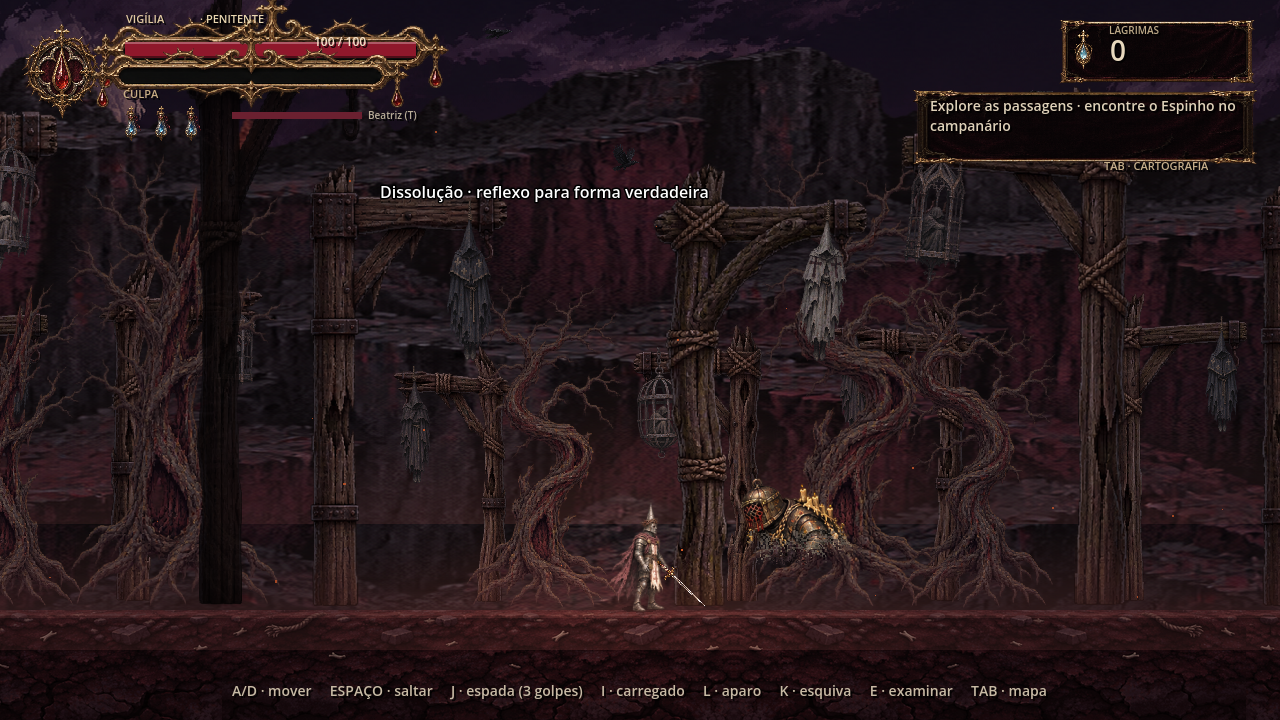 VIGÍLIA · PENITENTE
100 / 100
CULPA
Beatriz (T)
LÁGRIMAS
0
Explore as passagens · encontre o Espinho no
campanário
TAB · CARTOGRAFIA
Dissolução · reflexo para forma verdadeira
A/D · mover ESPAÇO · saltar J · espada (3 golpes) I · carregado L · aparo K · esquiva E · examinar TAB · mapa